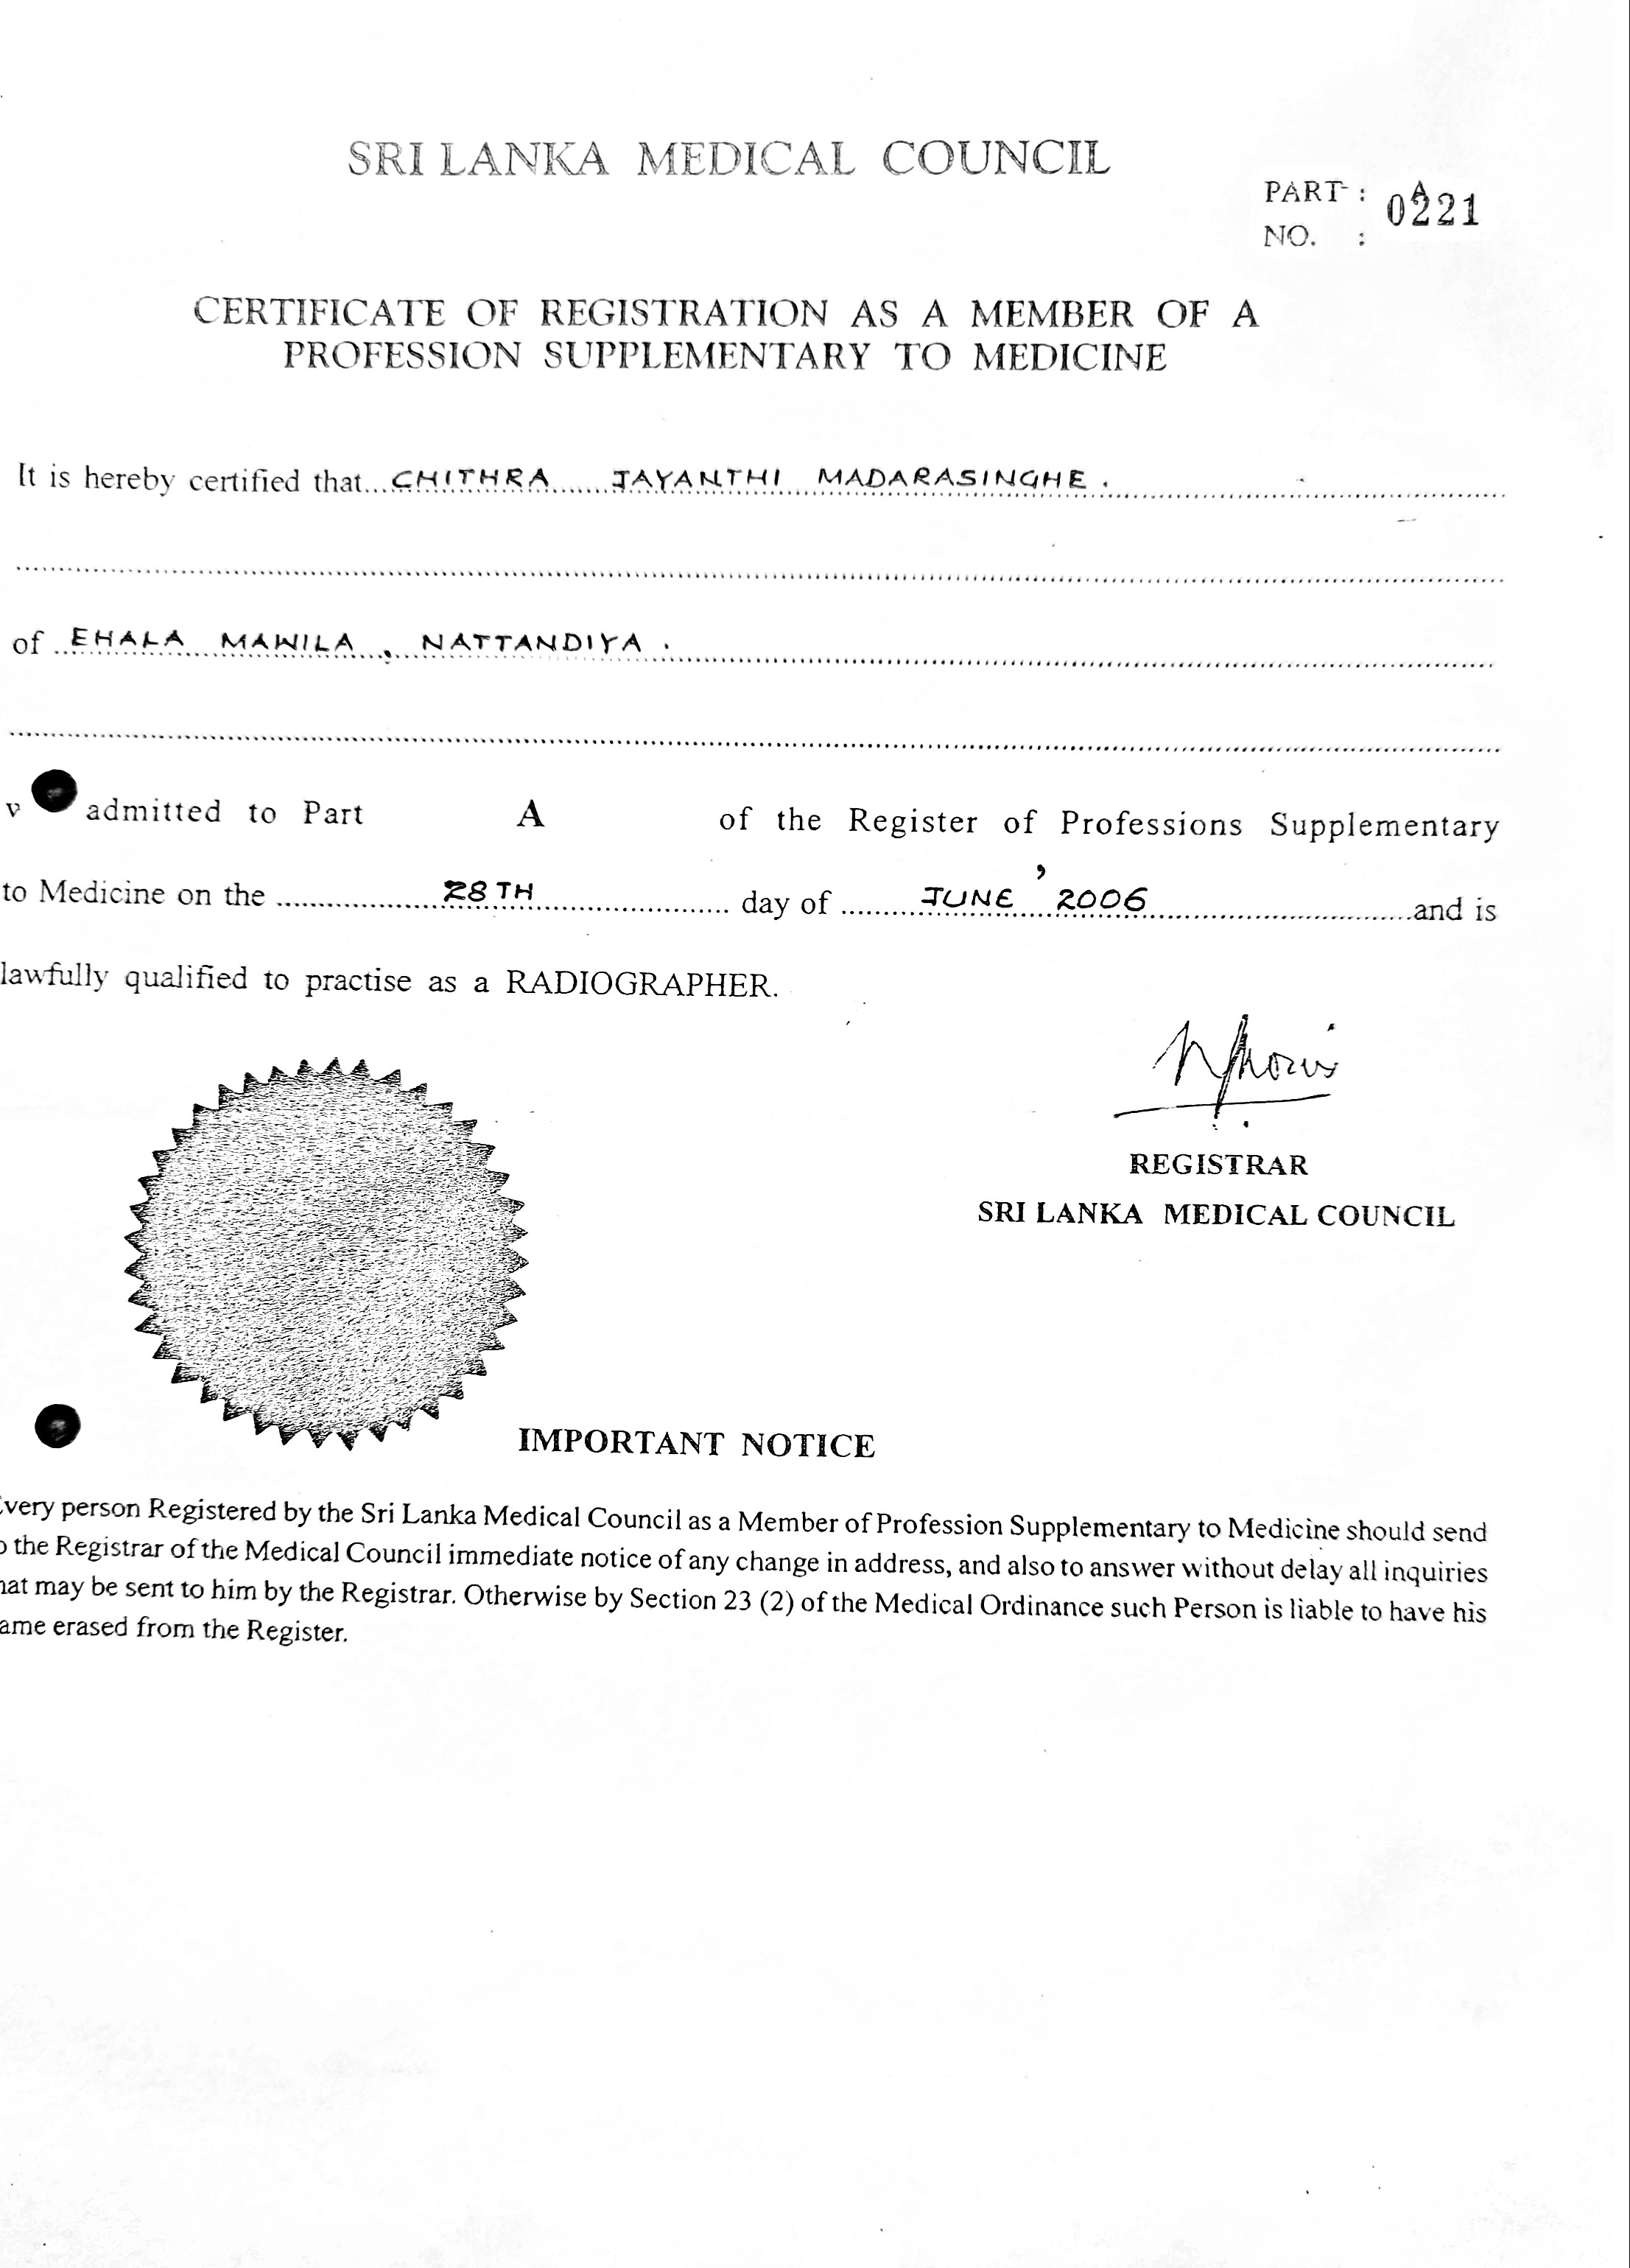 SRI LANKA MEDICAL COUNCIL
PART : A
NO. : 0221
CERTIFICATE OF REGISTRATION AS A MEMBER OF A
PROFESSION SUPPLEMENTARY TO MEDICINE
It is hereby certified that CHITHRA JAYANTHI MADARASINGHE.
of EHALA MAWILA, NATTANDIYA.
admitted to Part A of the Register of Professions Supplementary
to Medicine on the 28TH day of JUNE, 2006 and is
lawfully qualified to practise as a RADIOGRAPHER.
REGISTRAR
SRI LANKA MEDICAL COUNCIL
IMPORTANT NOTICE
very person Registered by the Sri Lanka Medical Council as a Member of Profession Supplementary to Medicine should send
the Registrar of the Medical Council immediate notice of any change in address, and also to answer without delay all inquiries
hat may be sent to him by the Registrar. Otherwise by Section 23 (2) of the Medical Ordinance such Person is liable to have his
ame erased from the Register.